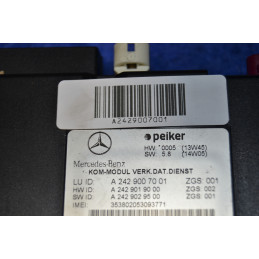 A2429007001
peiker
HW: 0005 (13W45)
SW: 5.8 (14W05)
Mercedes-Benz
KOM-MODUL VERK.DAT.DIENST
LU ID: A 242 900 70 01 ZGS: 001
HW ID: A 242 901 90 00 ZGS: 002
SW ID: A 242 902 95 00 ZGS: 001
IMEI: 353802053093771